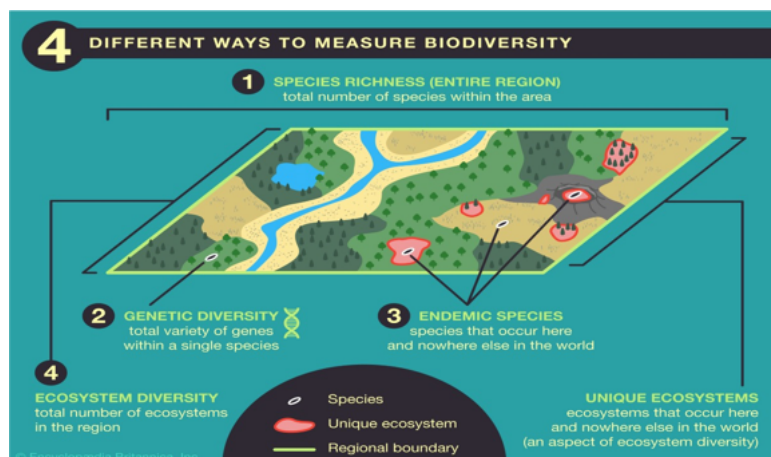 4 DIFFERENT WAYS TO MEASURE BIODIVERSITY
1 SPECIES RICHNESS (ENTIRE REGION)
total number of species within the area
2 GENETIC DIVERSITY
total variety of genes
within a single species
3 ENDEMIC SPECIES
species that occur here
and nowhere else in the world
4
ECOSYSTEM DIVERSITY
total number of ecosystems
in the region
Species
Unique ecosystem
Regional boundary
UNIQUE ECOSYSTEMS
ecosystems that occur here
and nowhere else in the world
(an aspect of ecosystem diversity)